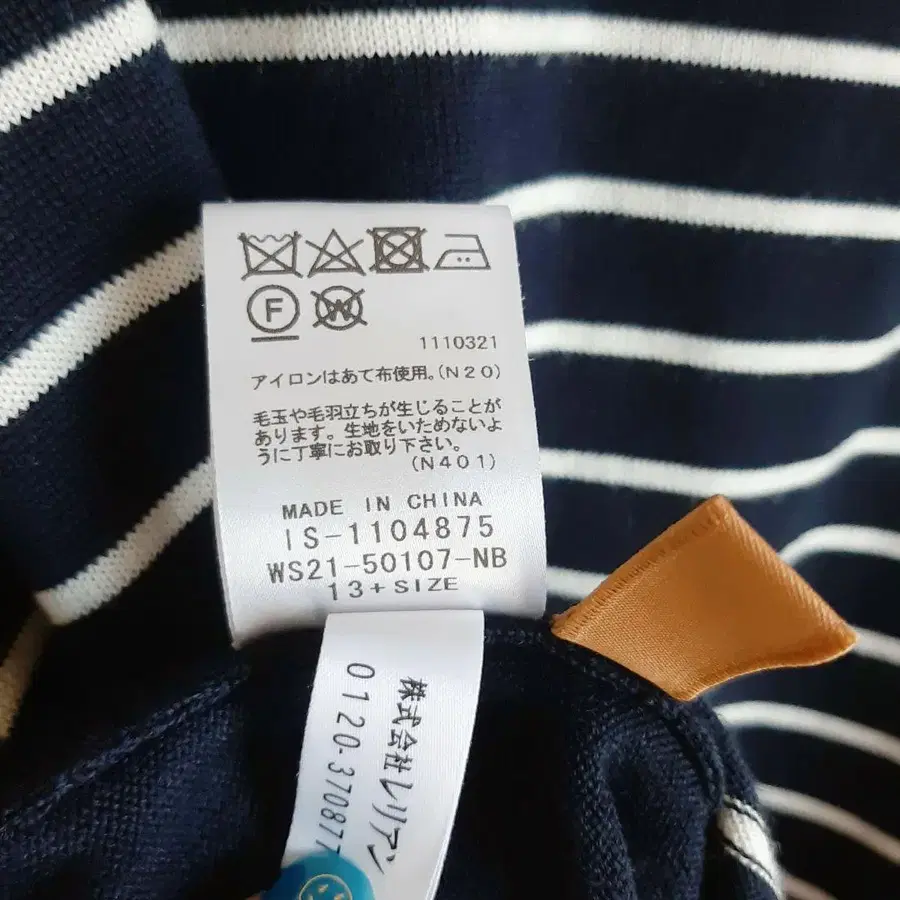 F W
1110321
アイロンはあて布使用。(N20)
毛玉や毛羽立ちが生じることが
あります。生地をいためないよ
うに丁寧にお取り下さい。
(N401)
MADE IN CHINA
IS-1104875
WS21-50107-NB
13+SIZE
株式会社レリアン
0120-370877